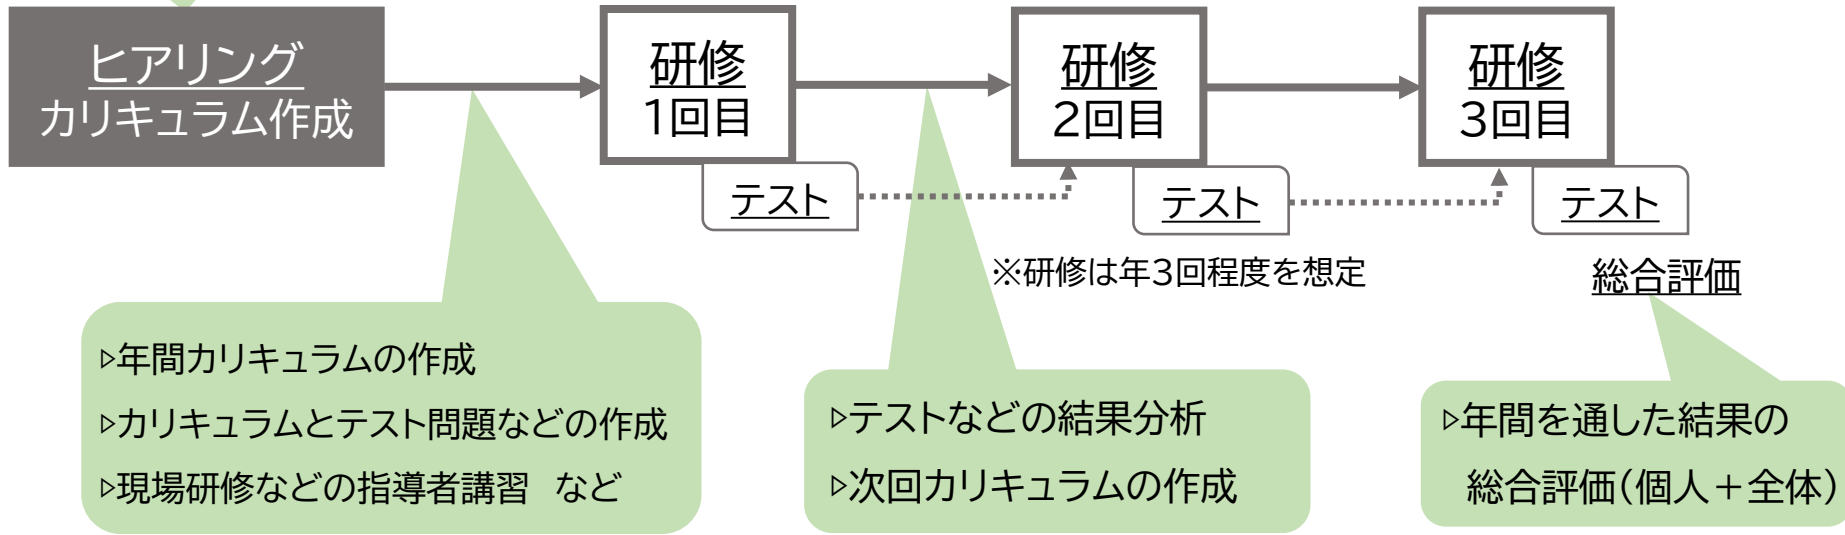 ヒアリング
カリキュラム作成
研修
1回目
研修
2回目
研修
3回目
テスト
テスト
テスト
※研修は年3回程度を想定
総合評価
▷年間カリキュラムの作成
▷カリキュラムとテスト問題などの作成
▷現場研修などの指導者講習　など
▷テストなどの結果分析
▷次回カリキュラムの作成
▷年間を通した結果の
総合評価(個人＋全体)